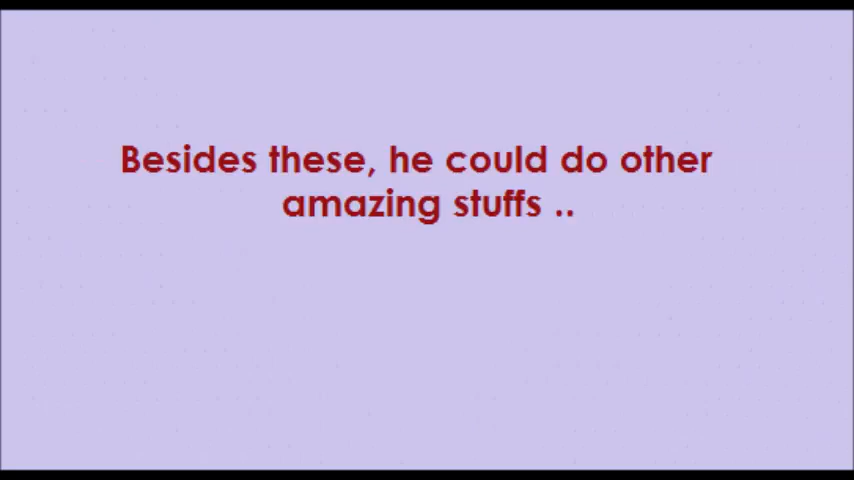 Besides these, he could do other
amazing stuffs ..